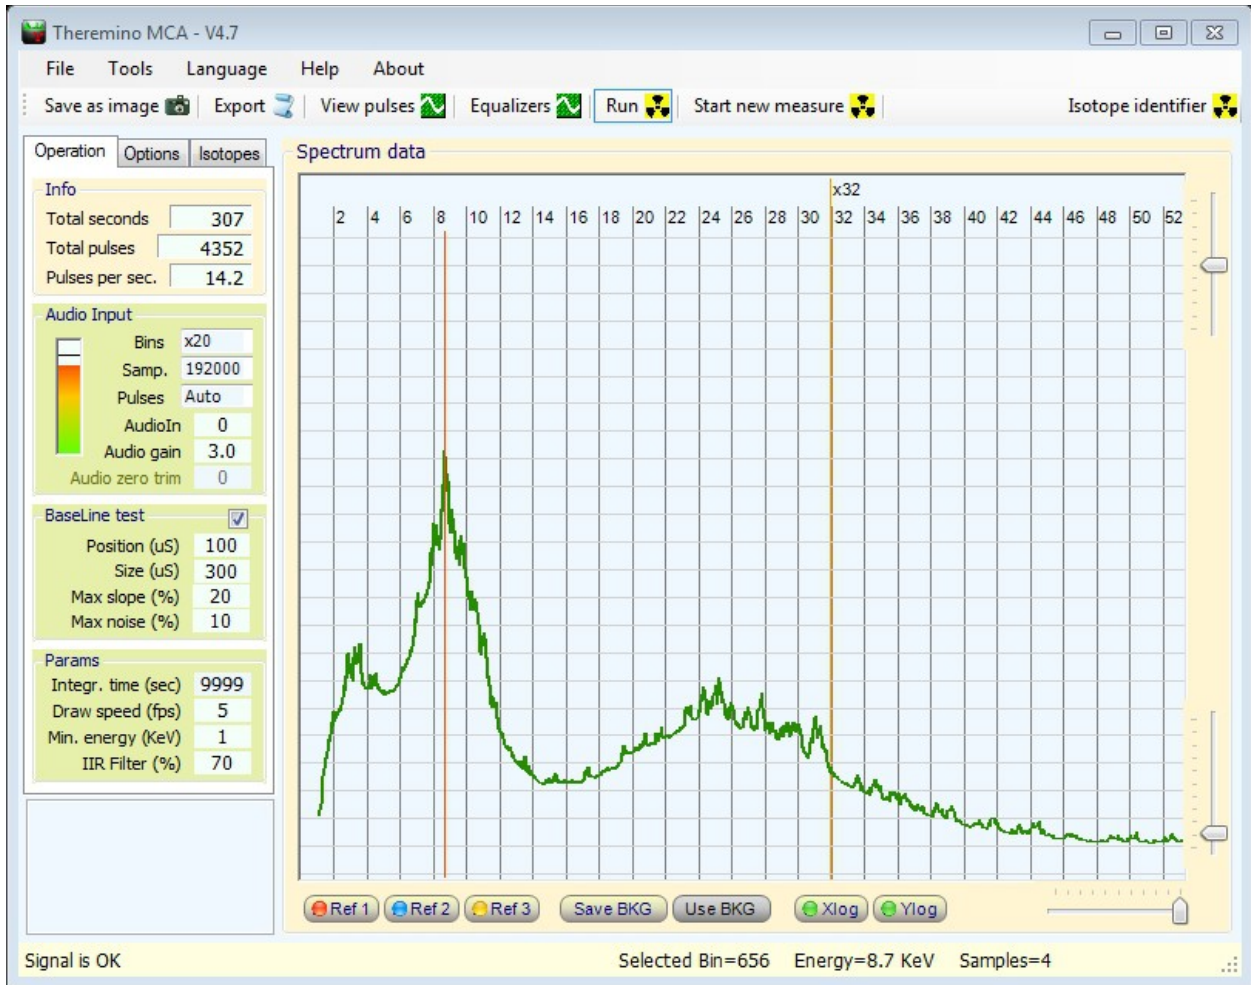 Theremino MCA - V4.7
File Tools Language Help About
Save as image Export View pulses Equalizers Run Start new measure Isotope identifier
Operation Options Isotopes
Info
Total seconds 307
Total pulses 4352
Pulses per sec. 14.2
Audio Input
Bins x20
Samp. 192000
Pulses Auto
AudioIn 0
Audio gain 3.0
Audio zero trim 0
BaseLine test
Position (uS) 100
Size (uS) 300
Max slope (%) 20
Max noise (%) 10
Params
Integr. time (sec) 9999
Draw speed (fps) 5
Min. energy (KeV) 1
IIR Filter (%) 70
Spectrum data
x32
2 4 6 8 10 12 14 16 18 20 22 24 26 28 30 32 34 36 38 40 42 44 46 48 50 52
Ref 1 Ref 2 Ref 3 Save BKG Use BKG Xlog Ylog
Signal is OK Selected Bin=656 Energy=8.7 KeV Samples=4